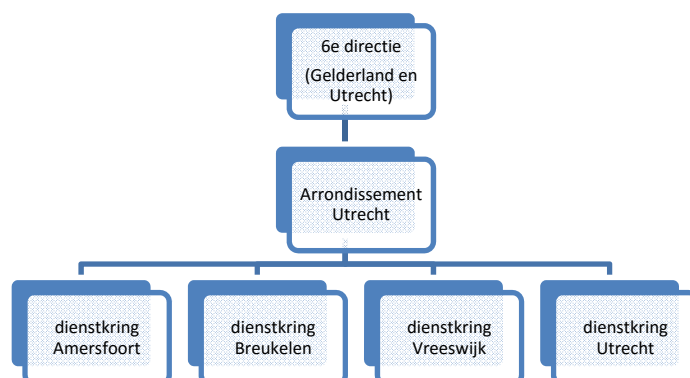 6e directie
(Gelderland en
Utrecht)
Arrondissement
Utrecht
dienstkring
Amersfoort
dienstkring
Breukelen
dienstkring
Vreeswijk
dienstkring
Utrecht